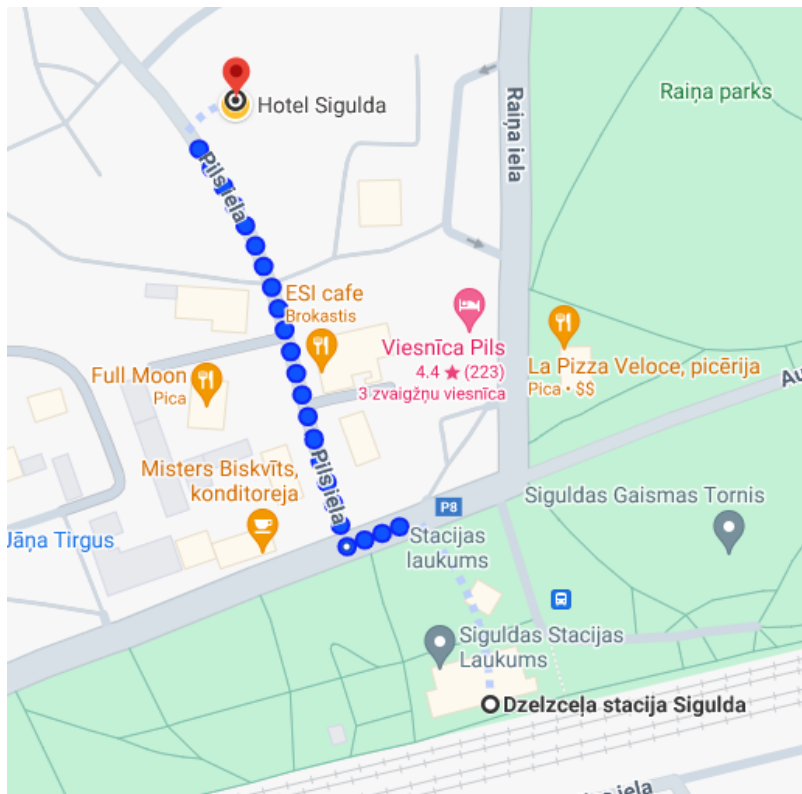 Hotel Sigulda
Raiņa iela
Raiņa parks
Pils iela
ESI cafe
Brokastis
Viesnīca Pils
4.4 ★ (223)
3 zvaigžņu viesnīca
La Pizza Veloce, picērija
Pica • $$
Full Moon
Pica
Au
Pils iela
Misters Biskvīts,
konditoreja
P8
Siguldas Gaismas Tornis
Stacijas
laukums
Jāņa Tirgus
Siguldas Stacijas
Laukums
Dzelzceļa stacija Sigulda
iela